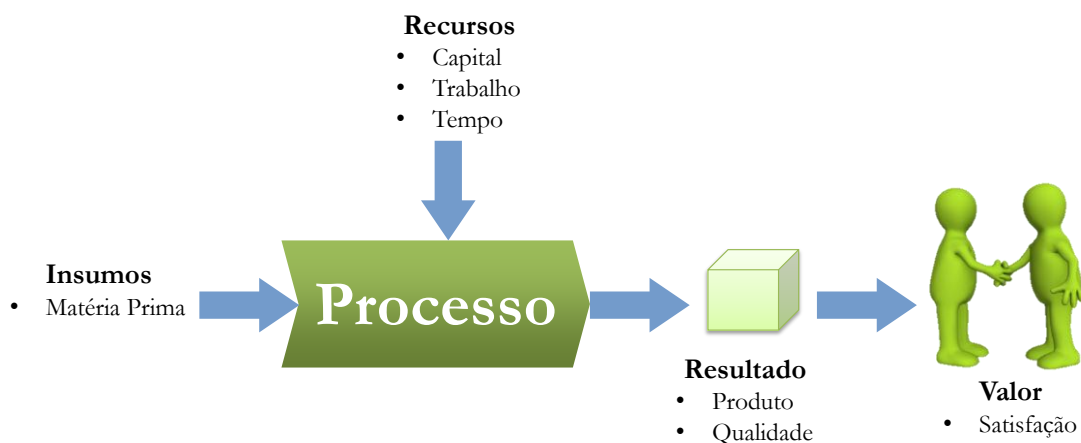 Recursos
• Capital
• Trabalho
• Tempo
Insumos
• Matéria Prima
Processo
Resultado
• Produto
• Qualidade
Valor
• Satisfação